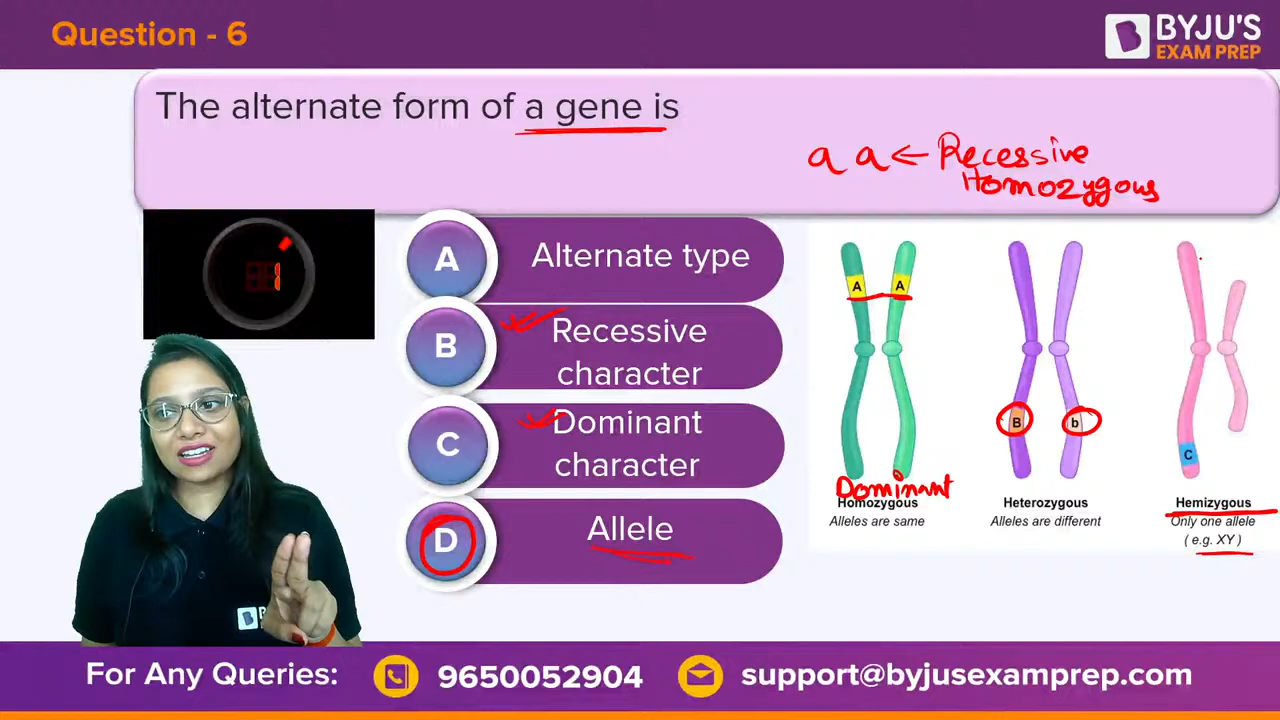 Question - 6
BYJU'S
EXAM PREP
The alternate form of a gene is
a a ← Recessive
Homozygous
1
A
Alternate type
B
Recessive
character
C
Dominant
character
D
Allele
A
A
B
b
C
Dominant
Homozygous
Alleles are same
Heterozygous
Alleles are different
Hemizygous
Only one allele
( e.g. XY )
For Any Queries:
9650052904
support@byjusexamprep.com